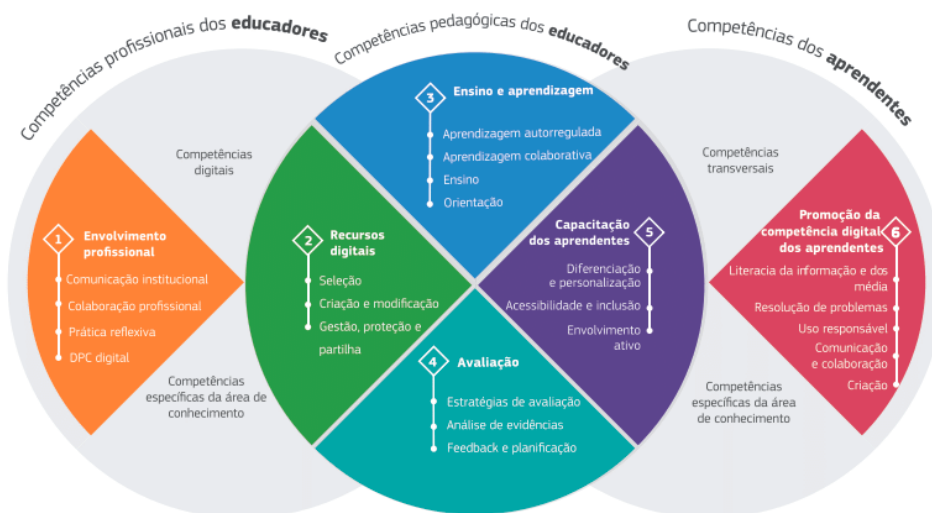 Competências profissionais dos educadores
Competências pedagógicas dos educadores
Competências dos aprendentes
Competências
digitais
Competências
específicas da área de
conhecimento
1
Envolvimento
profissional
Comunicação institucional
Colaboração profissional
Prática reflexiva
DPC digital
2
Recursos
digitais
Seleção
Criação e modificação
Gestão, proteção e
partilha
3
Ensino e aprendizagem
Aprendizagem autorregulada
Aprendizagem colaborativa
Ensino
Orientação
4
Avaliação
Estratégias de avaliação
Análise de evidências
Feedback e planificação
5
Capacitação
dos aprendentes
Diferenciação
e personalização
Acessibilidade e inclusão
Envolvimento
ativo
Competências
transversais
Competências
específicas da área
de conhecimento
6
Promoção da
competência digital
dos aprendentes
Literacia da informação e dos
média
Resolução de problemas
Uso responsável
Comunicação
e colaboração
Criação